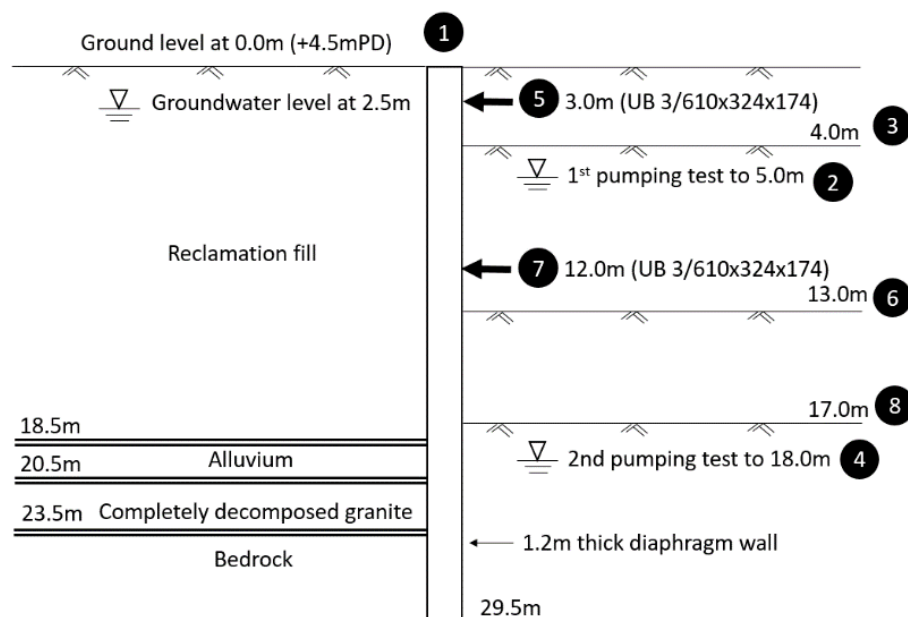 1
Ground level at 0.0m (+4.5mPD)
Groundwater level at 2.5m
5 3.0m (UB 3/610x324x174)
4.0m 3
1st pumping test to 5.0m 2
Reclamation fill
7 12.0m (UB 3/610x324x174)
13.0m 6
17.0m 8
18.5m
Alluvium
20.5m
2nd pumping test to 18.0m 4
23.5m Completely decomposed granite
1.2m thick diaphragm wall
Bedrock
29.5m